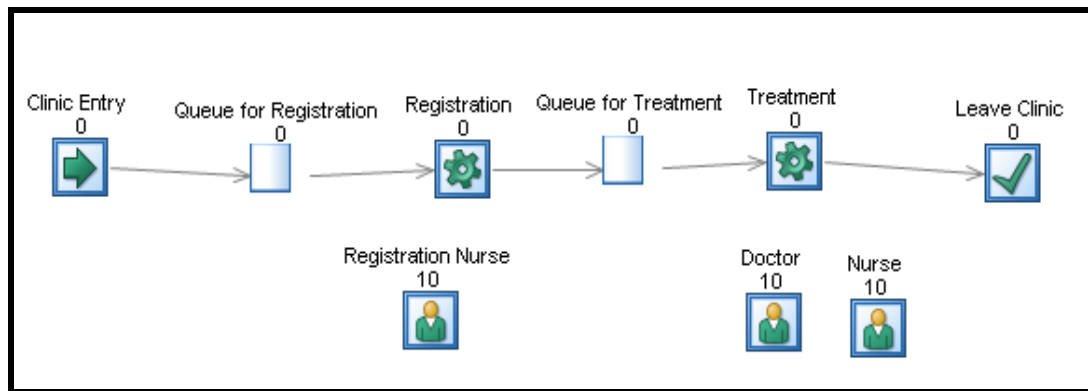 Clinic Entry
0
Queue for Registration
0
Registration
0
Queue for Treatment
0
Treatment
0
Leave Clinic
0
Registration Nurse
10
Doctor
10
Nurse
10